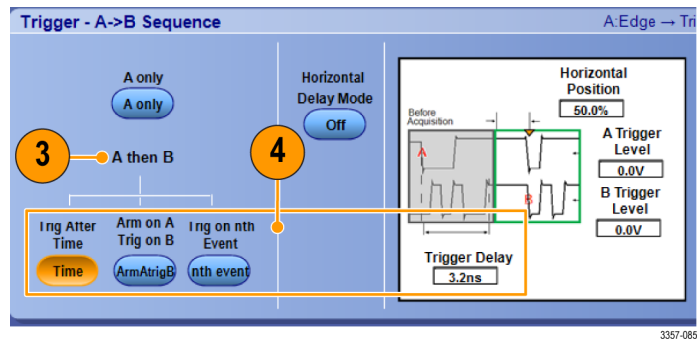 Trigger - A->B Sequence
A:Edge → Tri
A only
A only
Horizontal
Delay Mode
Off
3
A then B
4
Trig After
Time
Time
Arm on A
Trig on B
ArmAtrigB
Trig on nth
Event
nth event
Horizontal
Position
50.0%
Before
Acquisition
A
B
A Trigger
Level
0.0V
B Trigger
Level
0.0V
Trigger Delay
3.2ns
3357-085